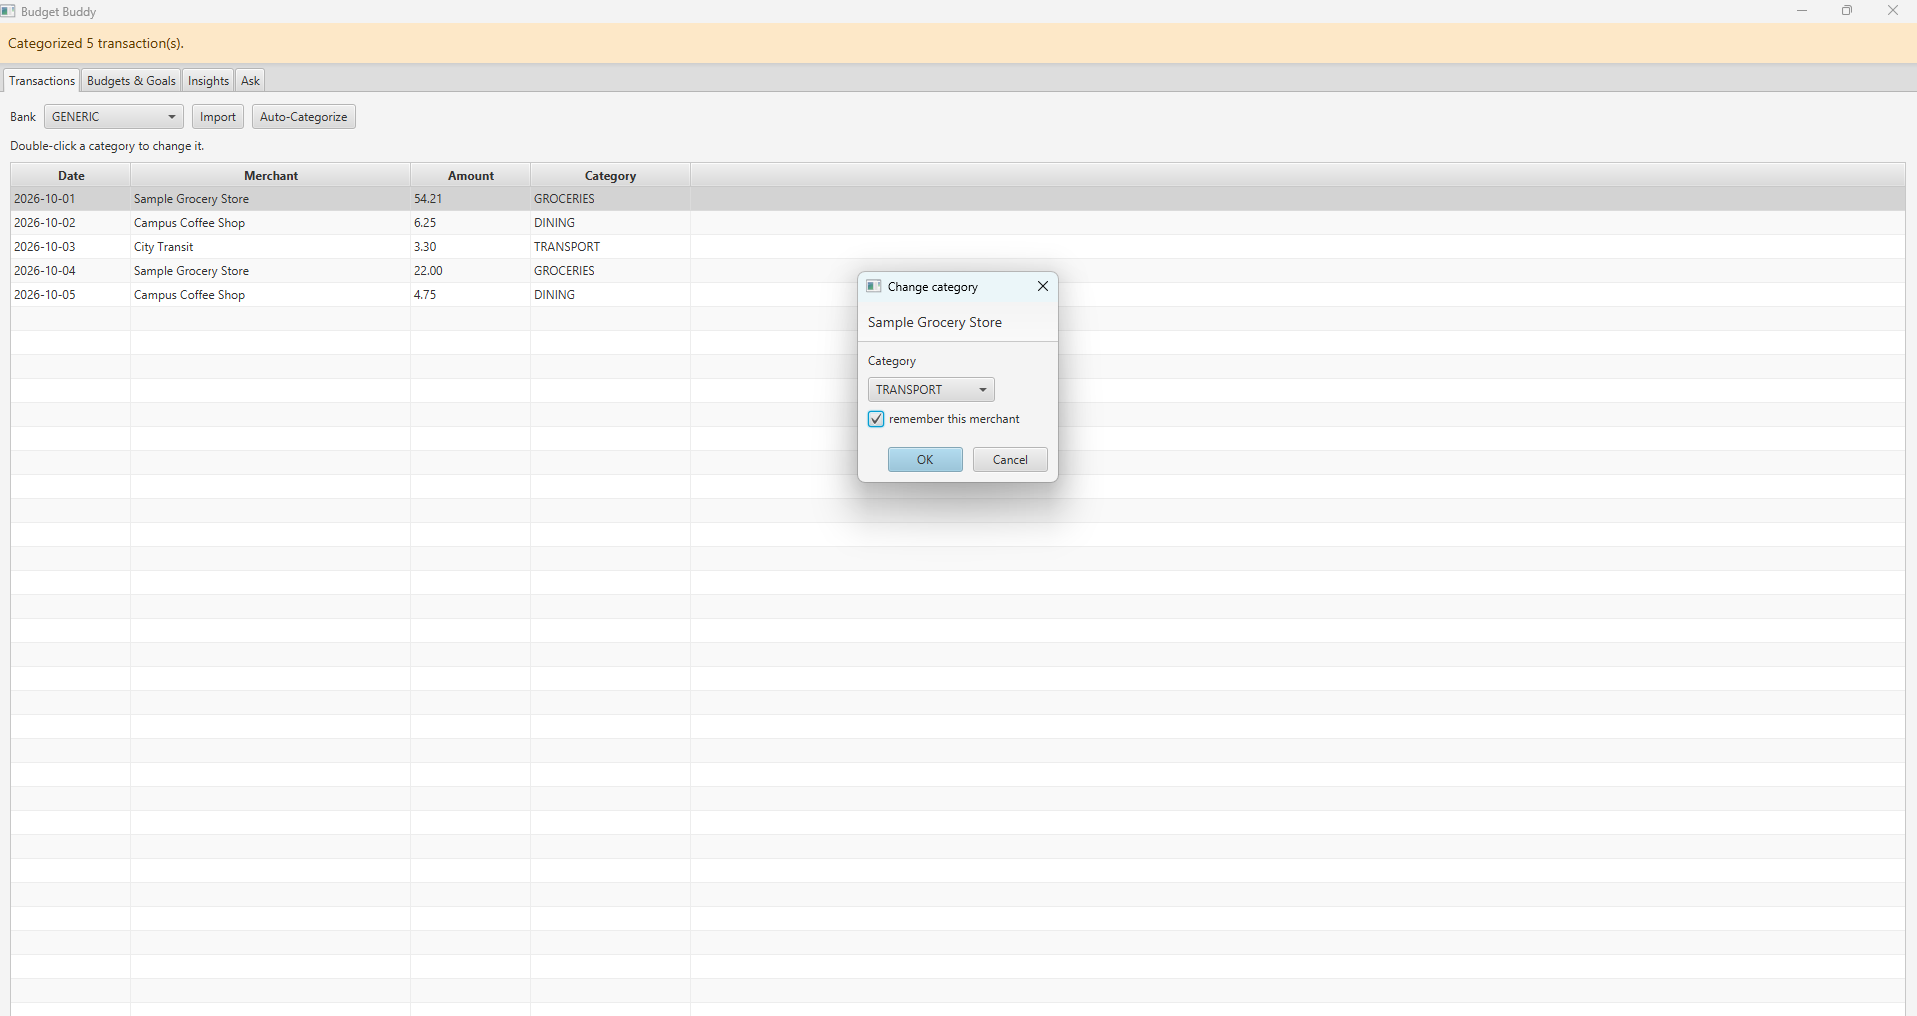 Budget Buddy
Categorized 5 transaction(s).
Transactions Budgets & Goals Insights Ask
Bank GENERIC Import Auto-Categorize
Double-click a category to change it.
Date Merchant Amount Category
2026-10-01 Sample Grocery Store 54.21 GROCERIES
2026-10-02 Campus Coffee Shop 6.25 DINING
2026-10-03 City Transit 3.30 TRANSPORT
2026-10-04 Sample Grocery Store 22.00 GROCERIES
2026-10-05 Campus Coffee Shop 4.75 DINING
Change category
Sample Grocery Store
Category
TRANSPORT
remember this merchant
OK Cancel